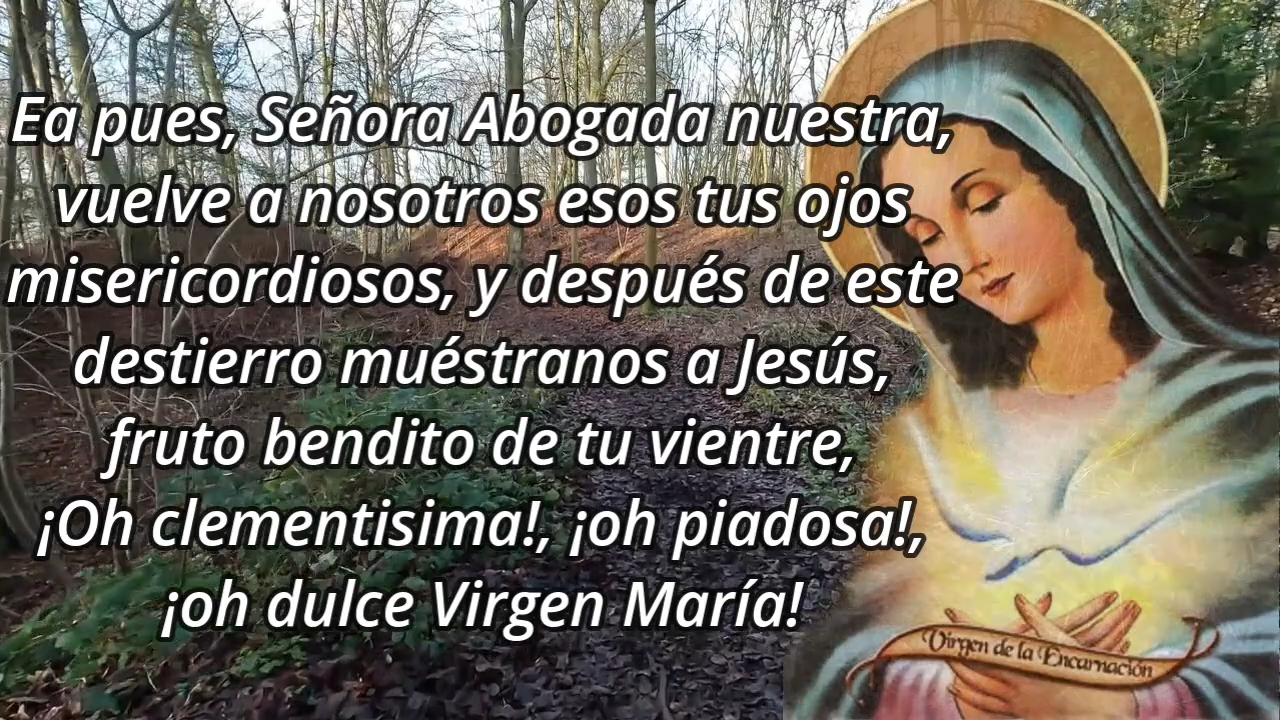 Ea pues, Señora Abogada nuestra,
vuelve a nosotros esos tus ojos
misericordiosos, y después de este
destierro muéstranos a Jesús,
fruto bendito de tu vientre,
¡Oh clementisima!, ¡oh piadosa!,
¡oh dulce Virgen María!
Virgen de la Encarnación